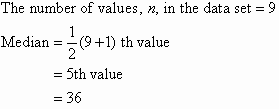 The number of values, n, in the data set = 9
Median = 1/2 (9+1) th value
= 5th value
= 36